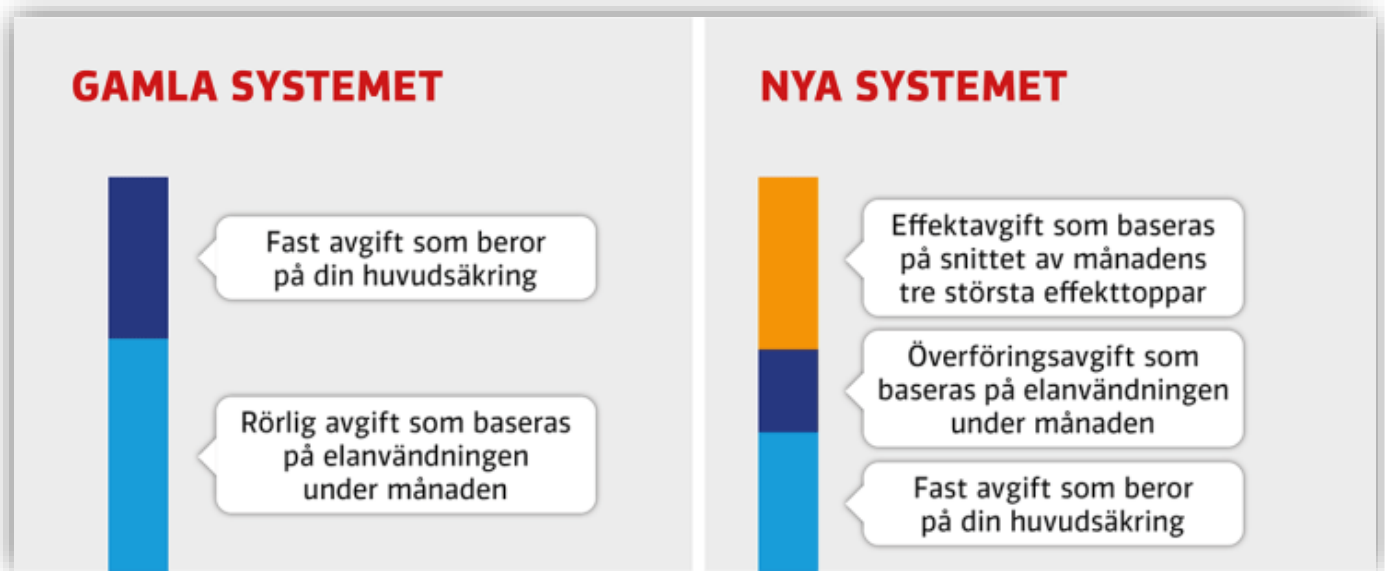 GAMLA SYSTEMET
Fast avgift som beror
på din huvudsäkring
Rörlig avgift som baseras
på elanvändningen
under månaden
NYA SYSTEMET
Effektavgift som baseras
på snittet av månadens
tre största effekttoppar
Överföringsavgift som
baseras på elanvändningen
under månaden
Fast avgift som beror
på din huvudsäkring